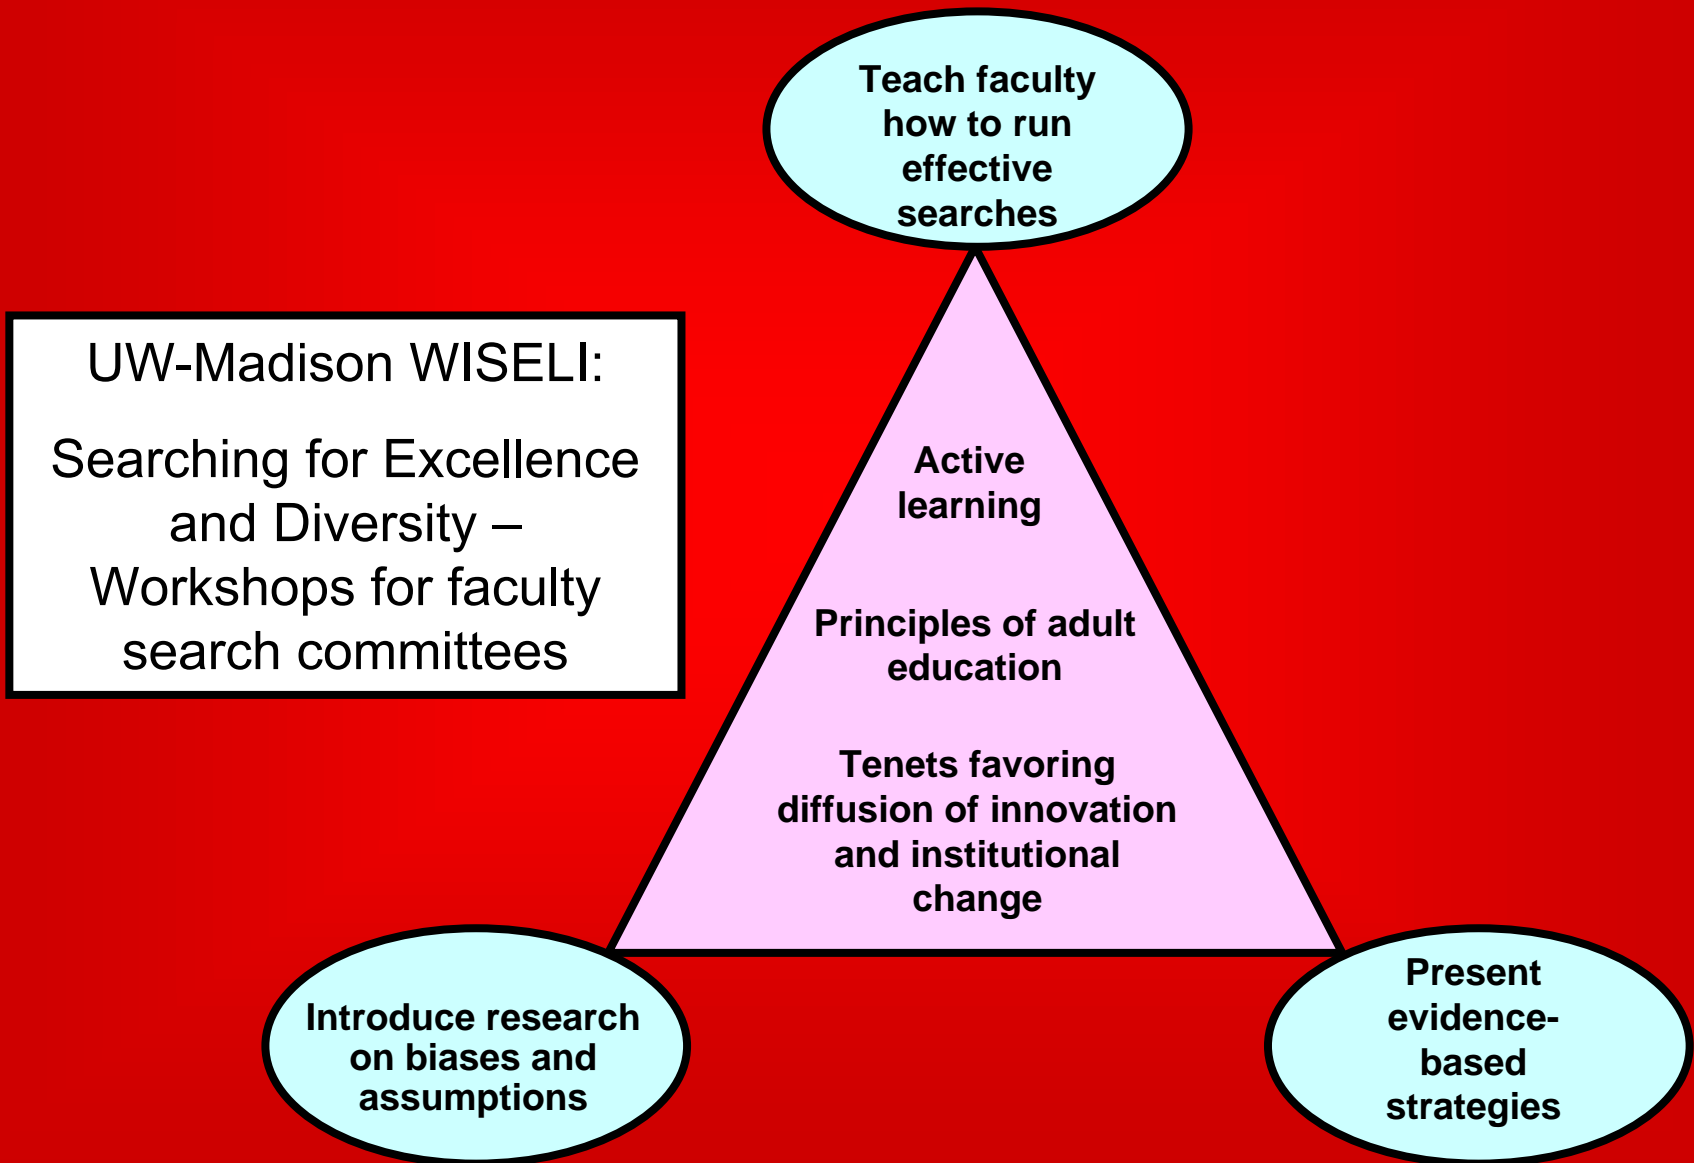 Teach faculty
how to run
effective
searches
UW-Madison WISELI:
Searching for Excellence
and Diversity –
Workshops for faculty
search committees
Active
learning
Principles of adult
education
Tenets favoring
diffusion of innovation
and institutional
change
Introduce research
on biases and
assumptions
Present
evidence-
based
strategies